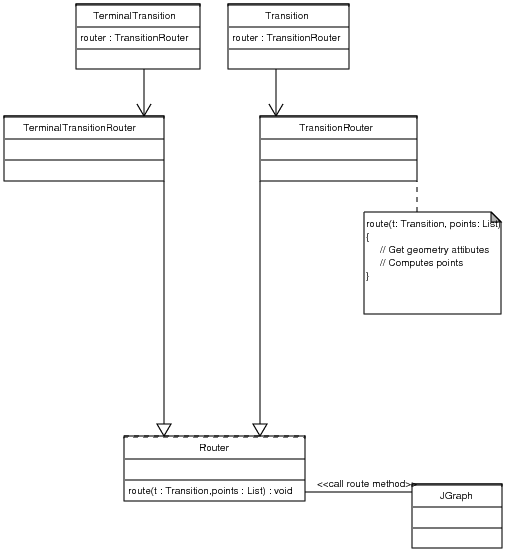 TerminalTransition
router : TransitionRouter
Transition
router : TransitionRouter
TerminalTransitionRouter
TransitionRouter
route(t: Transition, points: List)
{
// Get geometry attibutes
// Computes points
}
Router
route(t : Transition,points : List) : void
<<call route method>>
JGraph